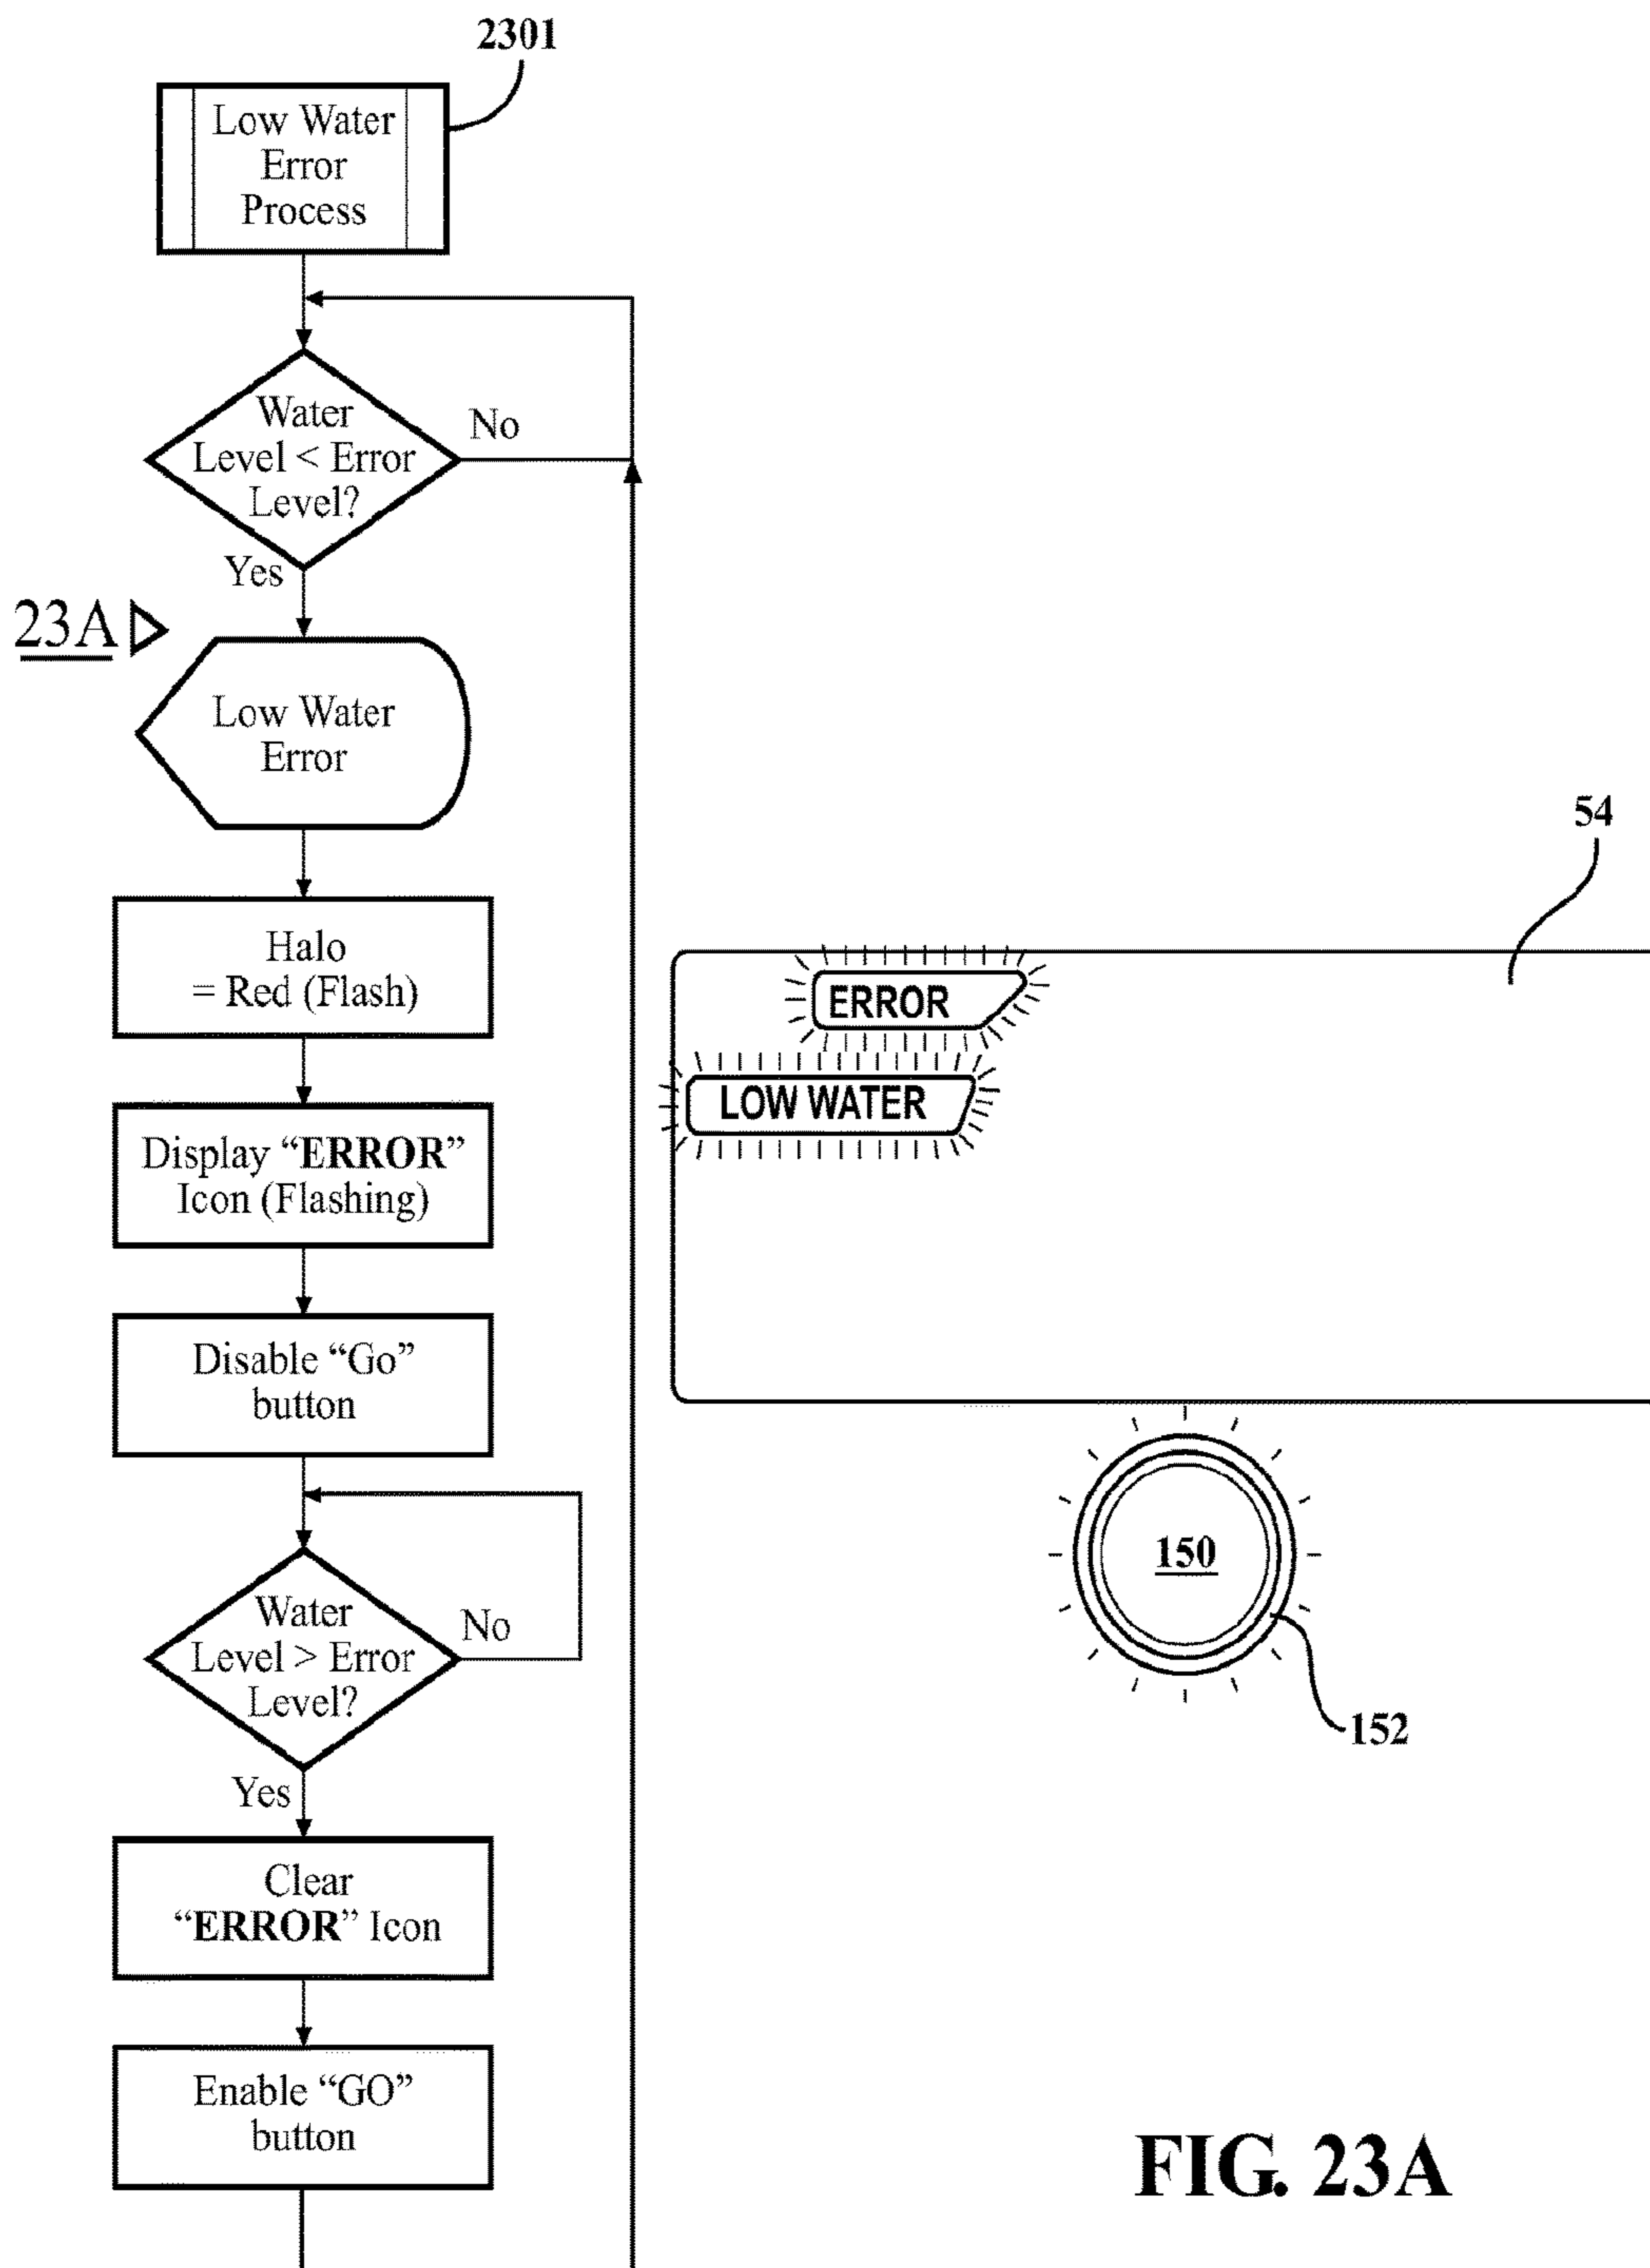 2301
Low Water
Error
Process
Water
Level < Error
Level?
No
Yes
23A
Low Water
Error
Halo
= Red (Flash)
Display “ERROR”
Icon (Flashing)
Disable “Go”
button
Water
Level > Error
Level?
No
Yes
Clear
“ERROR” Icon
Enable “GO”
button
54
ERROR
LOW WATER
150
152
FIG. 23A